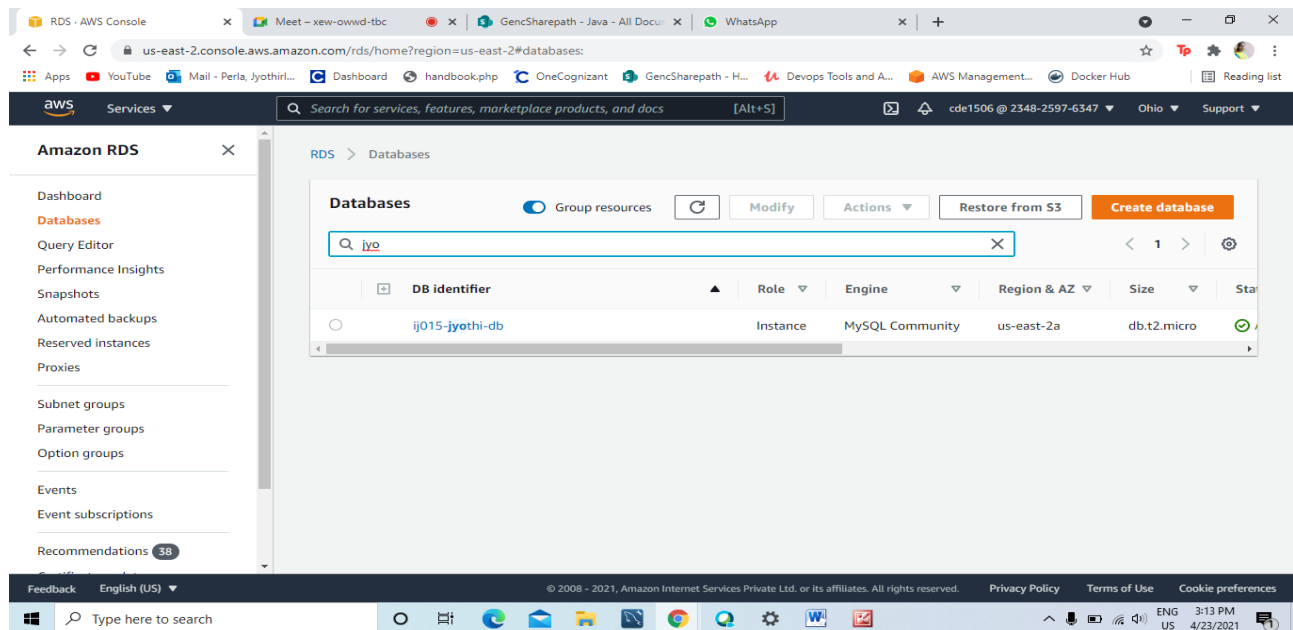 RDS · AWS Console
Meet – xew-owwd-tbc
GencSharepath - Java - All Docu
WhatsApp
us-east-2.console.aws.amazon.com/rds/home?region=us-east-2#databases:
Apps
YouTube
Mail - Perla, Jyothirl...
Dashboard
handbook.php
OneCognizant
GencSharepath - H...
Devops Tools and A...
AWS Management...
Docker Hub
Reading list
aws
Services ▼
Search for services, features, marketplace products, and docs
[Alt+S]
cde1506 @ 2348-2597-6347 ▼
Ohio ▼
Support ▼
Amazon RDS
Dashboard
Databases
Query Editor
Performance Insights
Snapshots
Automated backups
Reserved instances
Proxies
Subnet groups
Parameter groups
Option groups
Events
Event subscriptions
Recommendations 38
RDS > Databases
Databases
Group resources
Modify
Actions ▼
Restore from S3
Create database
jyo
1
DB identifier
Role
Engine
Region & AZ
Size
Sta
ij015-jyothi-db
Instance
MySQL Community
us-east-2a
db.t2.micro
Feedback
English (US) ▼
© 2008 - 2021, Amazon Internet Services Private Ltd. or its affiliates. All rights reserved.
Privacy Policy
Terms of Use
Cookie preferences
Type here to search
ENG
US
3:13 PM
4/23/2021